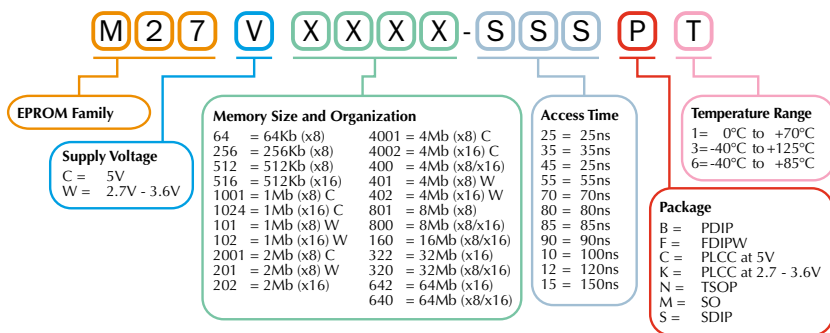 M27 V XXXX-SSS P T
EPROM Family
Supply Voltage
C = 5V
W = 2.7V - 3.6V
Memory Size and Organization
64 = 64Kb (x8)
256 = 256Kb (x8)
512 = 512Kb (x8)
516 = 512Kb (x16)
1001 = 1Mb (x8) C
1024 = 1Mb (x16) C
101 = 1Mb (x8) W
102 = 1Mb (x16) W
2001 = 2Mb (x8) C
201 = 2Mb (x8) W
202 = 2Mb (x16)
4001 = 4Mb (x8) C
4002 = 4Mb (x16) C
400 = 4Mb (x8/x16)
401 = 4Mb (x8) W
402 = 4Mb (x16) W
801 = 8Mb (x8)
800 = 8Mb (x8/x16)
160 = 16Mb (x8/x16)
322 = 32Mb (x16)
320 = 32Mb (x8/x16)
642 = 64Mb (x16)
640 = 64Mb (x8/x16)
Access Time
25 = 25ns
35 = 35ns
45 = 25ns
55 = 55ns
70 = 70ns
80 = 80ns
85 = 85ns
90 = 90ns
10 = 100ns
12 = 120ns
15 = 150ns
Temperature Range
1= 0°C to +70°C
3=-40°C to+125°C
6=-40°C to +85°C
Package
B = PDIP
F = FDIPW
C = PLCC at 5V
K = PLCC at 2.7 - 3.6V
N = TSOP
M = SO
S = SDIP